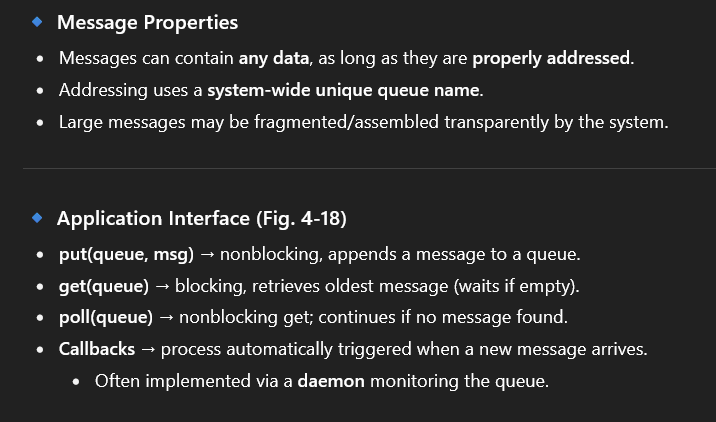 Message Properties
Messages can contain any data, as long as they are properly addressed.
Addressing uses a system-wide unique queue name.
Large messages may be fragmented/assembled transparently by the system.
Application Interface (Fig. 4-18)
put(queue, msg) → nonblocking, appends a message to a queue.
get(queue) → blocking, retrieves oldest message (waits if empty).
poll(queue) → nonblocking get; continues if no message found.
Callbacks → process automatically triggered when a new message arrives.
Often implemented via a daemon monitoring the queue.